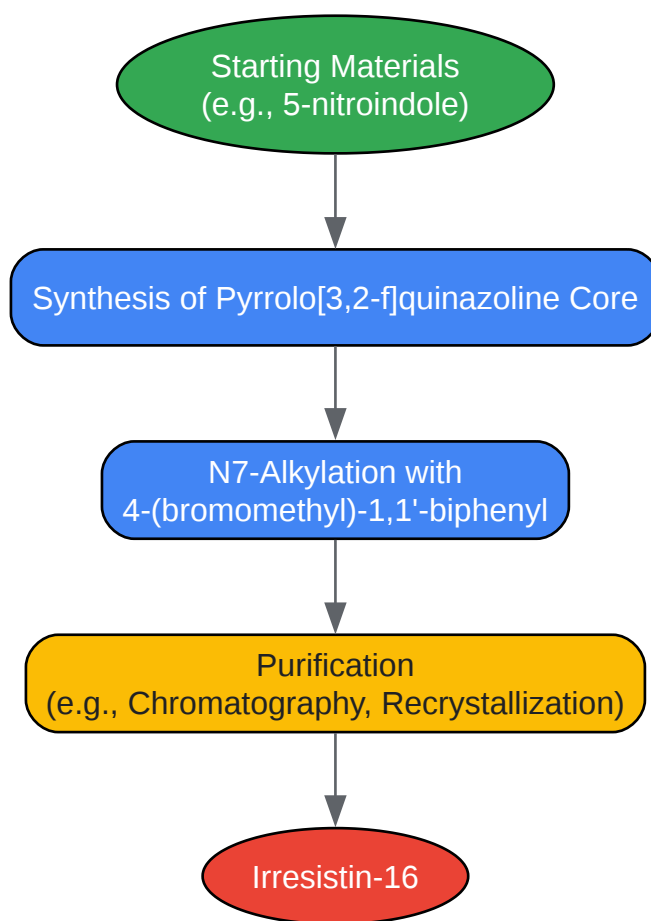 Starting Materials
(e.g., 5-nitroindole)
Synthesis of Pyrrolo[3,2-f]quinazoline Core
N7-Alkylation with
4-(bromomethyl)-1,1'-biphenyl
Purification
(e.g., Chromatography, Recrystallization)
Irresistin-16